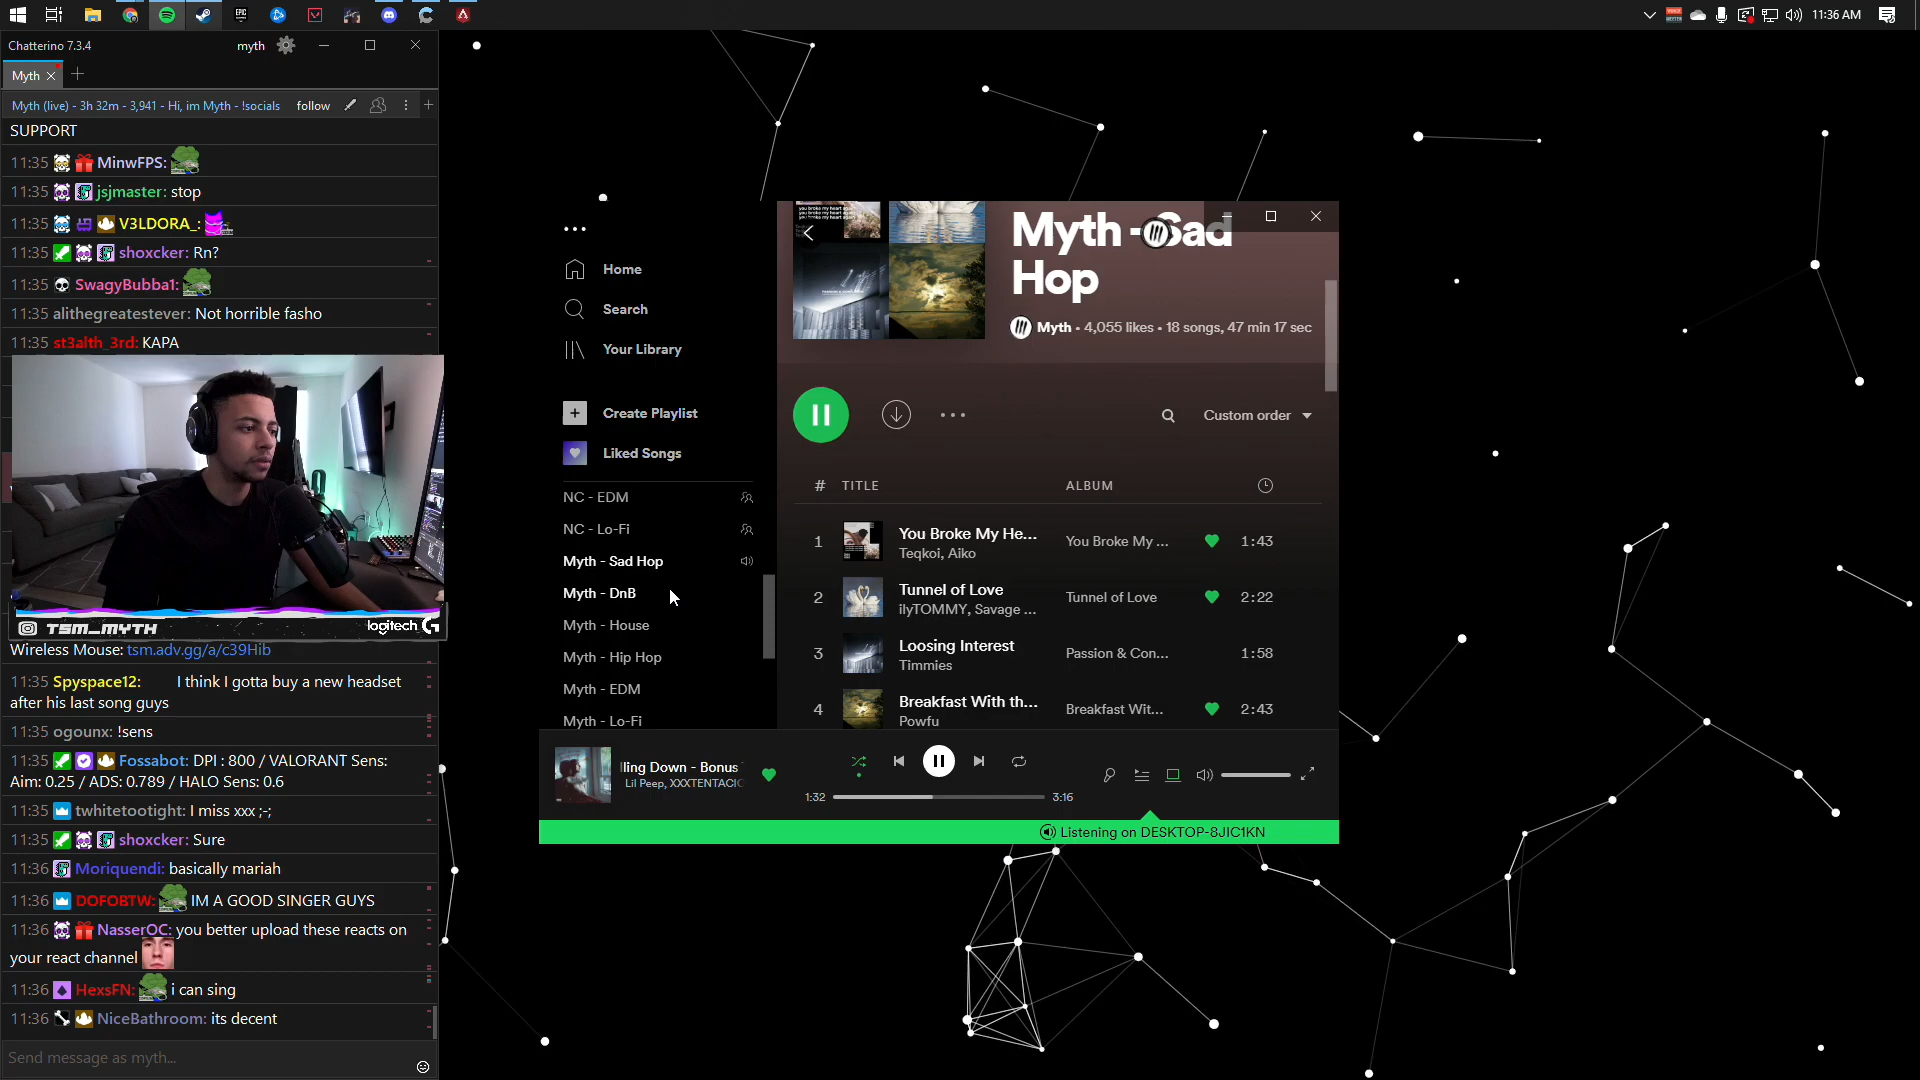 EPIC
11:36 AM
Chatterino 7.3.4
myth
Myth
Myth (live) - 3h 32m - 3,941 - Hi, im Myth - !socials
follow
SUPPORT
11:35 MinwFPS:
11:35 jsjmaster: stop
11:35 V3LDORA_:
11:35 shoxcker: Rn?
11:35 SwagyBubba1:
11:35 alithegreatestever: Not horrible fasho
11:35 st3alth_3rd: KAPA
TSM_MYTH
logitech G
Wireless Mouse: tsm.adv.gg/a/c39Hib
11:35 Spyspace12: I think I gotta buy a new headset
after his last song guys
11:35 ogounx: !sens
11:35 Fossabot: DPI : 800 / VALORANT Sens:
Aim: 0.25 / ADS: 0.789 / HALO Sens: 0.6
11:35 twhitetootight: I miss xxx ;-;
11:35 shoxcker: Sure
11:36 Moriquendi: basically mariah
11:36 DOFOBTW: IM A GOOD SINGER GUYS
11:36 NasserOC: you better upload these reacts on
your react channel
11:36 HexsFN: i can sing
11:36 NiceBathroom: its decent
Send message as myth...
Home
Search
Your Library
Create Playlist
Liked Songs
NC - EDM
NC - Lo-Fi
Myth - Sad Hop
Myth - DnB
Myth - House
Myth - Hip Hop
Myth - EDM
Myth - Lo-Fi
Myth - Sad
Hop
Myth • 4,055 likes • 18 songs, 47 min 17 sec
Custom order
# TITLE ALBUM
1 You Broke My He... You Broke My ... 1:43
Teqkoi, Aiko
2 Tunnel of Love Tunnel of Love 2:22
ilyTOMMY, Savage ...
3 Loosing Interest Passion & Con... 1:58
Timmies
4 Breakfast With th... Breakfast Wit... 2:43
Powfu
lling Down - Bonus
Lil Peep, XXXTENTACIO
1:32
3:16
Listening on DESKTOP-8JIC1KN